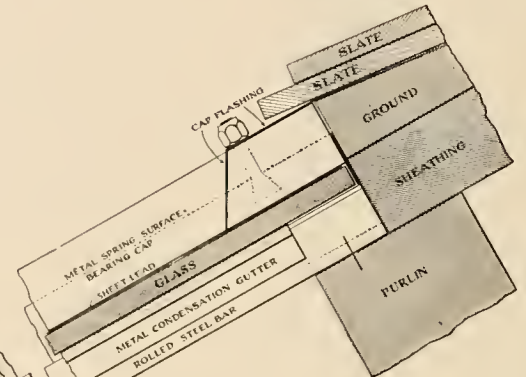 SLATE
SLATE
CAP FLASHING
GROUND
SHEATHING
METAL SPRING SURFACE,
BEARING CAP
SHEET LEAD
GLASS
PURLIN
METAL CONDENSATION GUTTER
ROLLED STEEL BAR